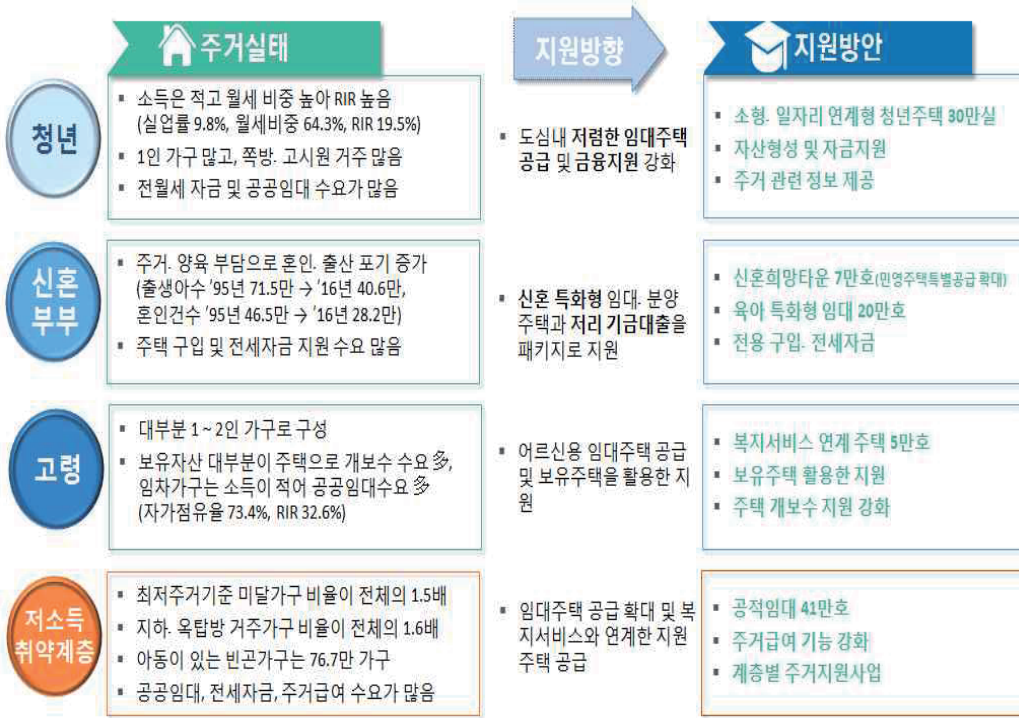 주거실태
지원방향
지원방안
청년
▪ 소득은 적고 월세 비중 높아 RIR 높음
(실업률 9.8%, 월세비중 64.3%, RIR 19.5%)
▪ 1인 가구 많고, 쪽방. 고시원 거주 많음
▪ 전월세 자금 및 공공임대 수요가 많음
▪ 도심내 저렴한 임대주택
공급 및 금융지원 강화
▪ 소형. 일자리 연계형 청년주택 30만실
▪ 자산형성 및 자금지원
▪ 주거 관련 정보 제공
신혼
부부
▪ 주거. 양육 부담으로 혼인. 출산 포기 증가
(출생아수 '95년 71.5만 → '16년 40.6만,
혼인건수 '95년 46.5만 → '16년 28.2만)
▪ 주택 구입 및 전세자금 지원 수요 많음
▪ 신혼 특화형 임대. 분양
주택과 저리 기금대출을
패키지로 지원
▪ 신혼희망타운 7만호(민영주택특별공급 확대)
▪ 육아 특화형 임대 20만호
▪ 전용 구입. 전세자금
고령
▪ 대부분 1 ~ 2인 가구로 구성
▪ 보유자산 대부분이 주택으로 개보수 수요 多,
임차가구는 소득이 적어 공공임대수요 多
(자가점유율 73.4%, RIR 32.6%)
▪ 어르신용 임대주택 공급
및 보유주택을 활용한 지
원
▪ 복지서비스 연계 주택 5만호
▪ 보유주택 활용한 지원
▪ 주택 개보수 지원 강화
저소득
취약계층
▪ 최저주거기준 미달가구 비율이 전체의 1.5배
▪ 지하. 옥탑방 거주가구 비율이 전체의 1.6배
▪ 아동이 있는 빈곤가구는 76.7만 가구
▪ 공공임대, 전세자금, 주거급여 수요가 많음
▪ 임대주택 공급 확대 및 복
지서비스와 연계한 지원
주택 공급
▪ 공적임대 41만호
▪ 주거급여 기능 강화
▪ 계층별 주거지원사업